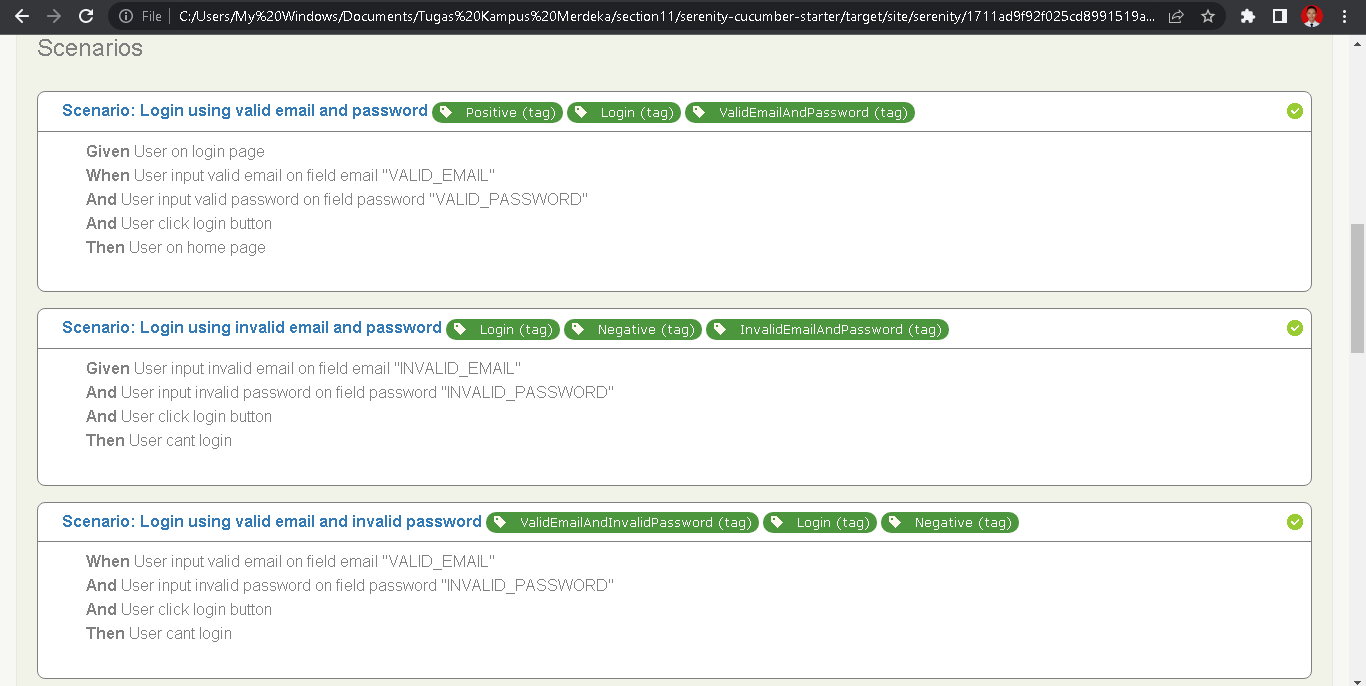 File
C:/Users/My%20Windows/Documents/Tugas%20Kampus%20Merdeka/section11/serenity-cucumber-starter/target/site/serenity/1711ad9f92f025cd8991519a...
Scenarios
Scenario: Login using valid email and password Positive (tag) Login (tag) ValidEmailAndPassword (tag)
Given User on login page
When User input valid email on field email "VALID_EMAIL"
And User input valid password on field password "VALID_PASSWORD"
And User click login button
Then User on home page
Scenario: Login using invalid email and password Login (tag) Negative (tag) InvalidEmailAndPassword (tag)
Given User input invalid email on field email "INVALID_EMAIL"
And User input invalid password on field password "INVALID_PASSWORD"
And User click login button
Then User cant login
Scenario: Login using valid email and invalid password ValidEmailAndInvalidPassword (tag) Login (tag) Negative (tag)
When User input valid email on field email "VALID_EMAIL"
And User input invalid password on field password "INVALID_PASSWORD"
And User click login button
Then User cant login